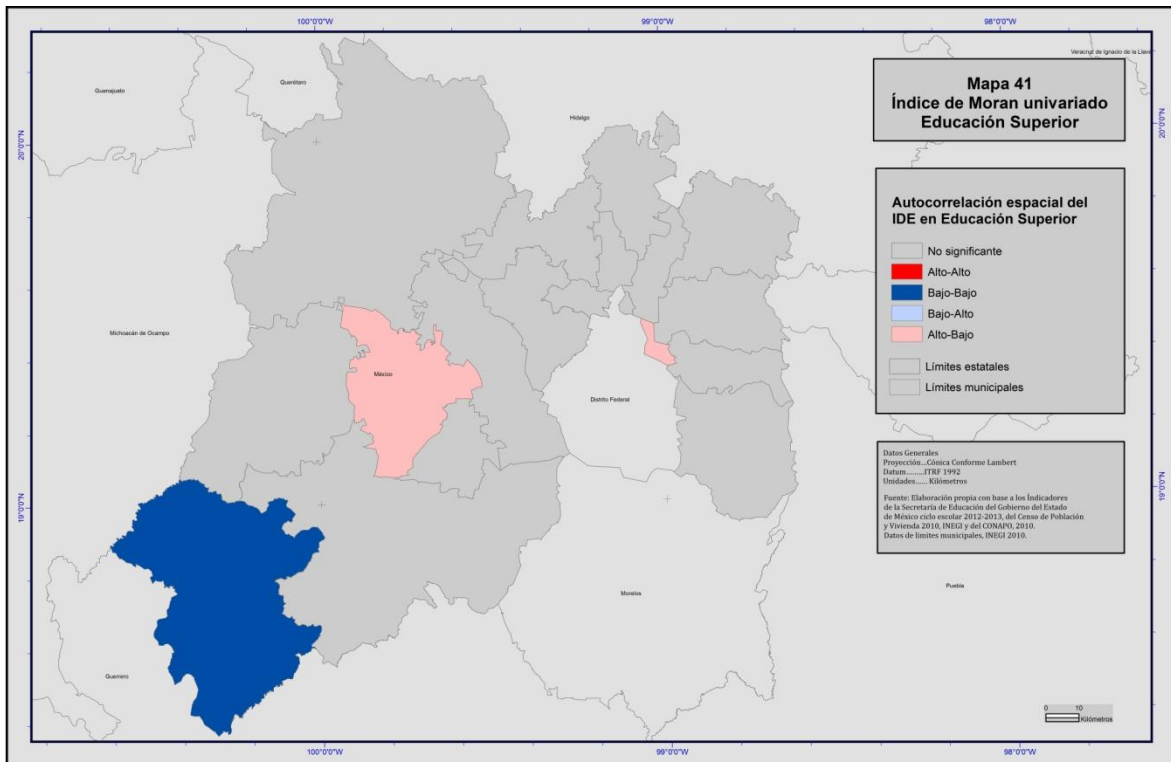 100°0'0"W
99°0'0"W
98°0'0"W
Veracruz de Ignacio de la Llave
Querétaro
Guanajuato
Hidalgo
20°0'0"N
20°0'0"N
Mapa 41
Índice de Moran univariado
Educación Superior
Autocorrelación espacial del
IDE en Educación Superior
No significante
Alto-Alto
Bajo-Bajo
Bajo-Alto
Alto-Bajo
Límites estatales
Límites municipales
Michoacán de Ocampo
México
Distrito Federal
Datos Generales
Proyección...Cónica Conforme Lambert
Datum.........ITRF 1992
Unidades...... Kilómetros
Fuente: Elaboración propia con base a los Índicadores
de la Secretaría de Educación del Gobierno del Estado
de México ciclo escolar 2012-2013, del Censo de Población
y Vivienda 2010, INEGI y del CONAPO, 2010.
Datos de limites municipales, INEGI 2010.
19°0'0"N
19°0'0"N
Morelos
Puebla
Guerrero
0 10
Kilómetros
100°0'0"W
99°0'0"W
98°0'0"W